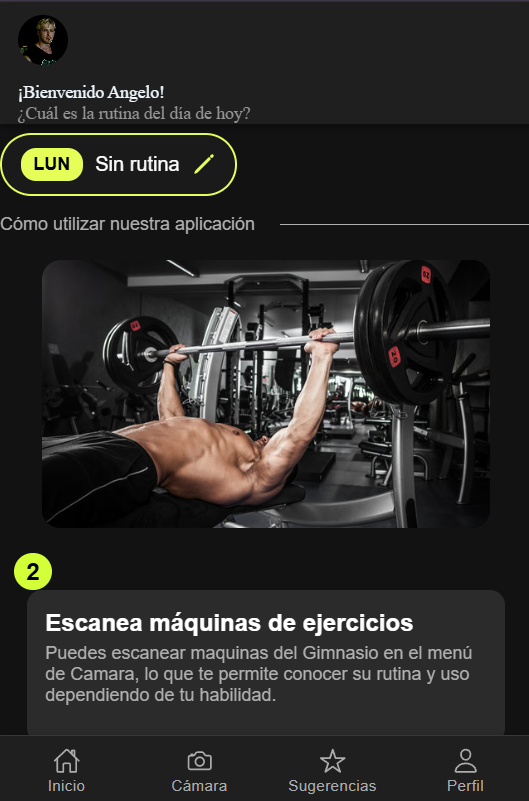 ¡Bienvenido Angelo!
¿Cuál es la rutina del día de hoy?
LUN Sin rutina
Cómo utilizar nuestra aplicación
2
Escanea máquinas de ejercicios
Puedes escanear maquinas del Gimnasio en el menú
de Camara, lo que te permite conocer su rutina y uso
dependiendo de tu habilidad.
Inicio Cámara Sugerencias Perfil